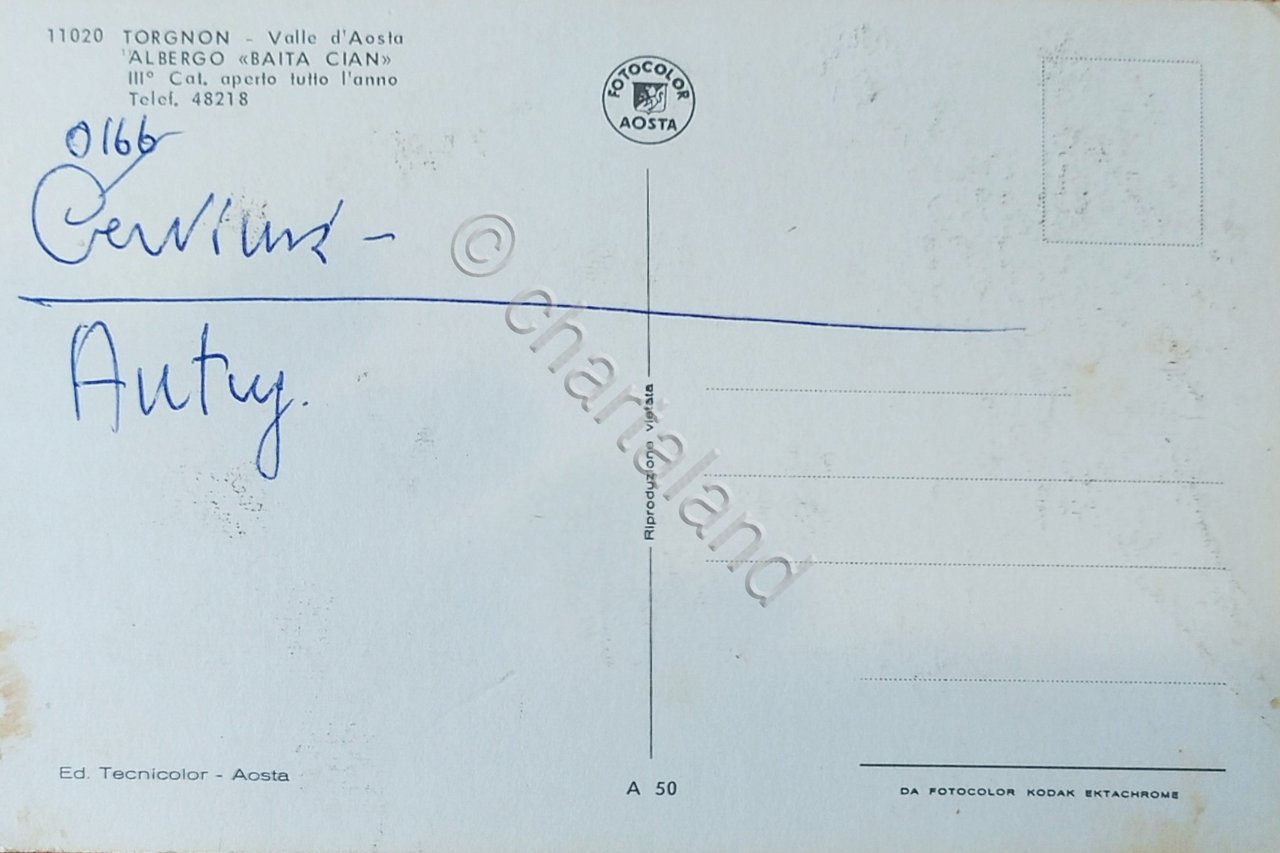 11020 TORGNON - Valle d'Aosta
ALBERGO «BAITA CIAN»
III° Cat. aperto tutto l'anno
Telef. 48218
0166
FOTOCOLOR
AOSTA
© chartaland
Riproduzione vietata
Ed. Tecnicolor - Aosta
A 50
DA FOTOCOLOR KODAK EKTACHROME